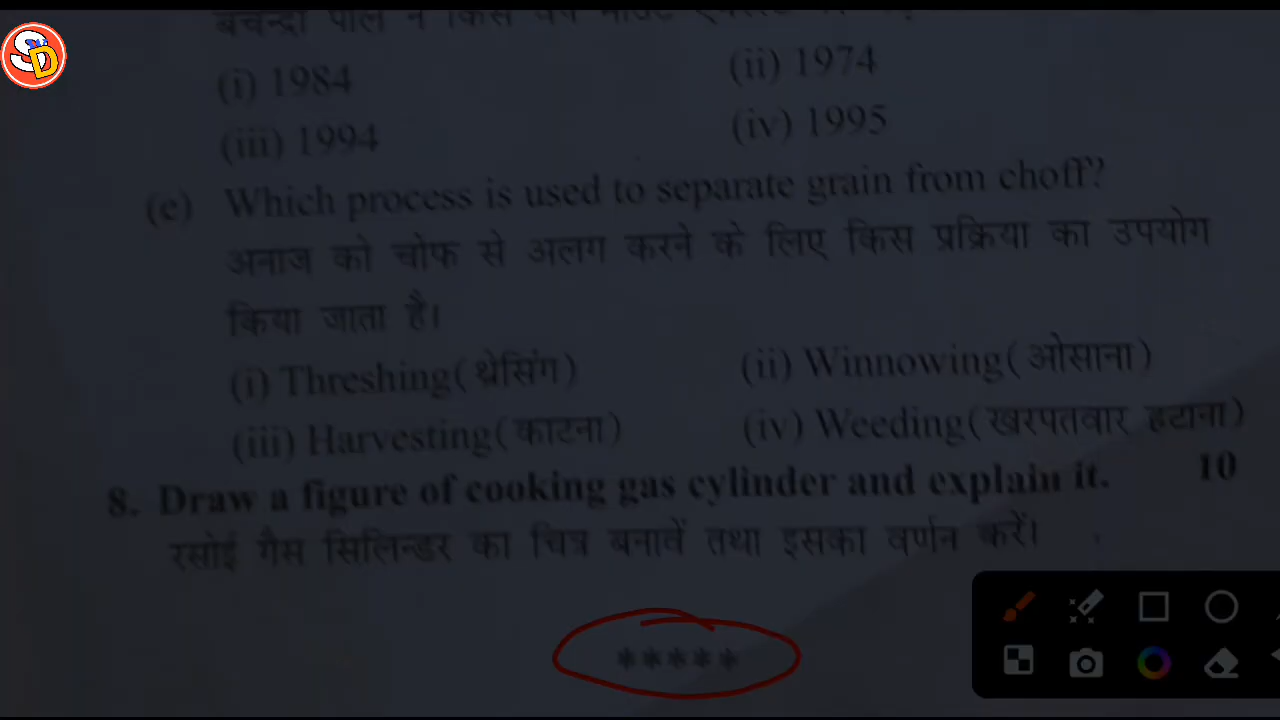 SD
(i) 1984 (ii) 1974
(iii) 1994 (iv) 1995
(e) Which process is used to separate grain from choff?
अनाज को चोफ से अलग करने के लिए किस प्रक्रिया का उपयोग
किया जाता है।
(i) Threshing(थ्रेसिंग) (ii) Winnowing(ओसाना)
(iii) Harvesting(काटना) (iv) Weeding(खरपतवार हटाना)
8. Draw a figure of cooking gas cylinder and explain it. 10
रसोई गैस सिलिन्डर का चित्र बनावें तथा इसका वर्णन करें।
*****